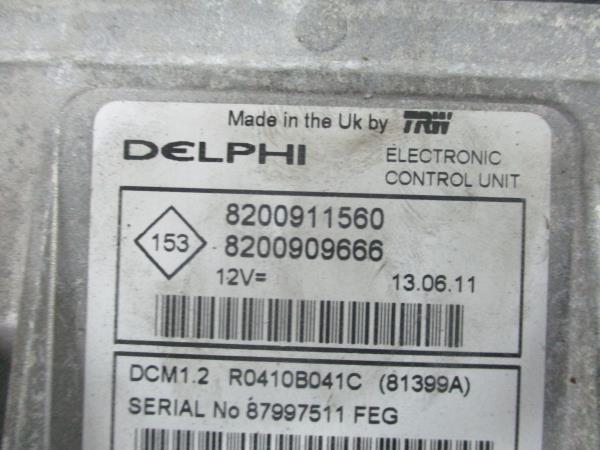 Made in the Uk by TRW
DELPHI
ELECTRONIC
CONTROL UNIT
153
8200911560
8200909666
12V=
13.06.11
DCM1.2 R0410B041C (81399A)
SERIAL No 87997511 FEG